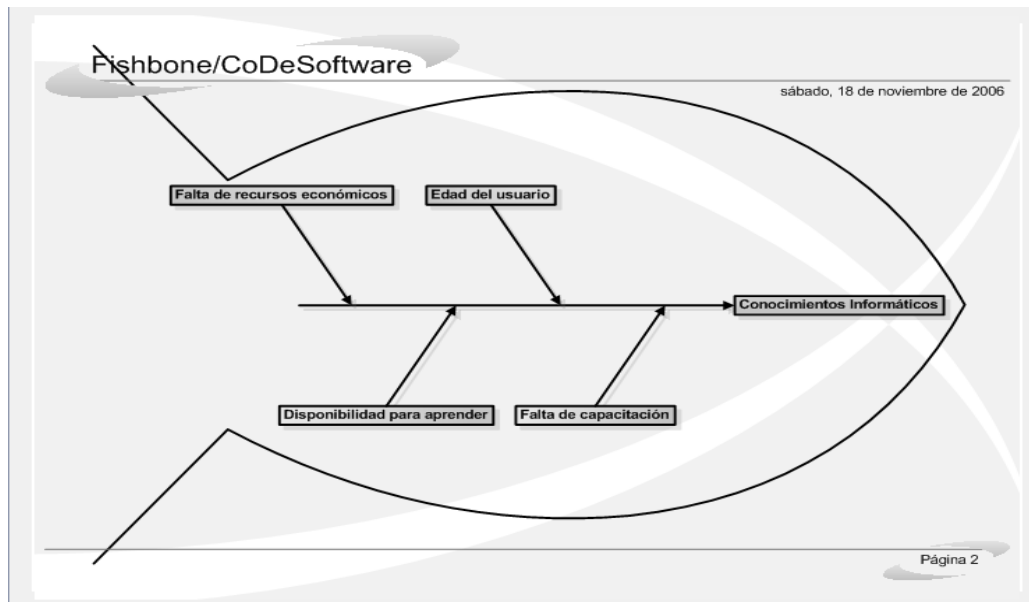 Fishbone/CoDeSoftware
sábado, 18 de noviembre de 2006
Falta de recursos económicos
Edad del usuario
Conocimientos Informáticos
Disponibilidad para aprender
Falta de capacitación
Página 2